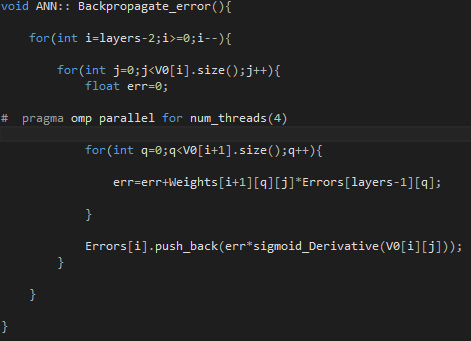 void ANN:: Backpropagate_error(){
for(int i=layers-2;i>=0;i--){
for(int j=0;j<V0[i].size();j++){
float err=0;
#  pragma omp parallel for num_threads(4)
for(int q=0;q<V0[i+1].size();q++){
err=err+Weights[i+1][q][j]*Errors[layers-1][q];
}
Errors[i].push_back(err*sigmoid_Derivative(V0[i][j]));
}
}
}